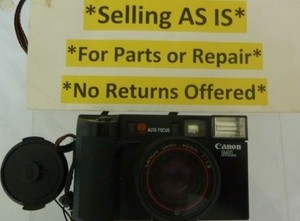 *Selling AS IS*
*For Parts or Repair*
*No Returns Offered*
AUTO FOCUS
Canon